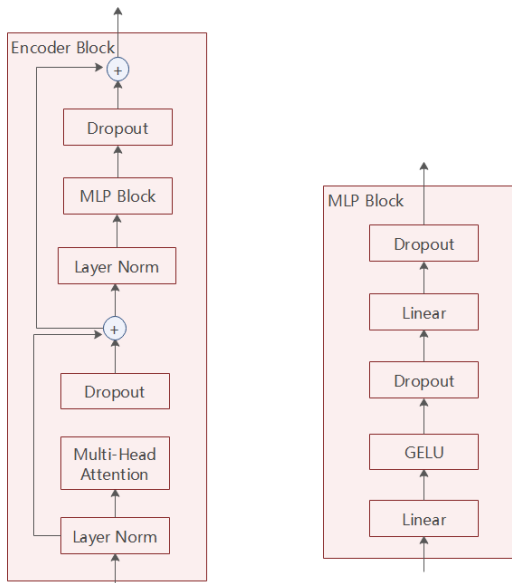 Encoder Block
+
Dropout
MLP Block
Layer Norm
+
Dropout
Multi-Head
Attention
Layer Norm
MLP Block
Dropout
Linear
Dropout
GELU
Linear